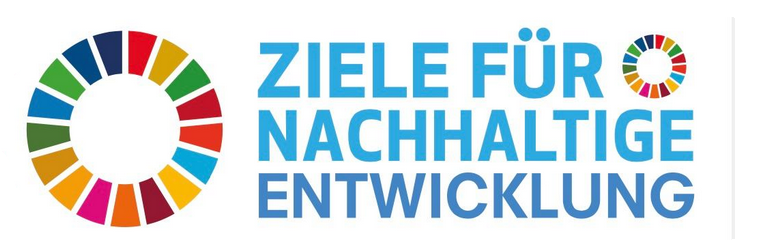 ZIELE FÜR
NACHHALTIGE
ENTWICKLUNG